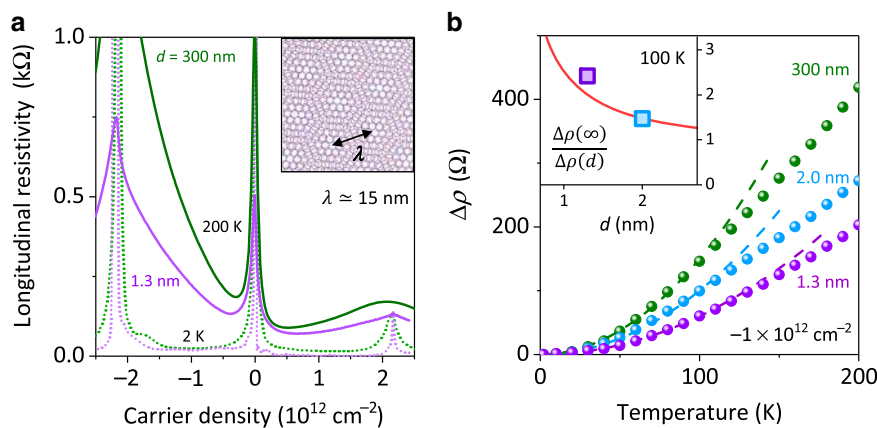 a
Longitudinal resistivity (kΩ)
1.0
0.5
0.0
d = 300 nm
λ
λ ≃ 15 nm
200 K
1.3 nm
2 K
−2 −1 0 1 2
Carrier density (10¹² cm⁻²)
b
Δρ (Ω)
400
200
0
100 K
3
2
1
0
Δρ(∞)
Δρ(d)
1 2
d (nm)
300 nm
2.0 nm
1.3 nm
−1 × 10¹² cm⁻²
0 100 200
Temperature (K)